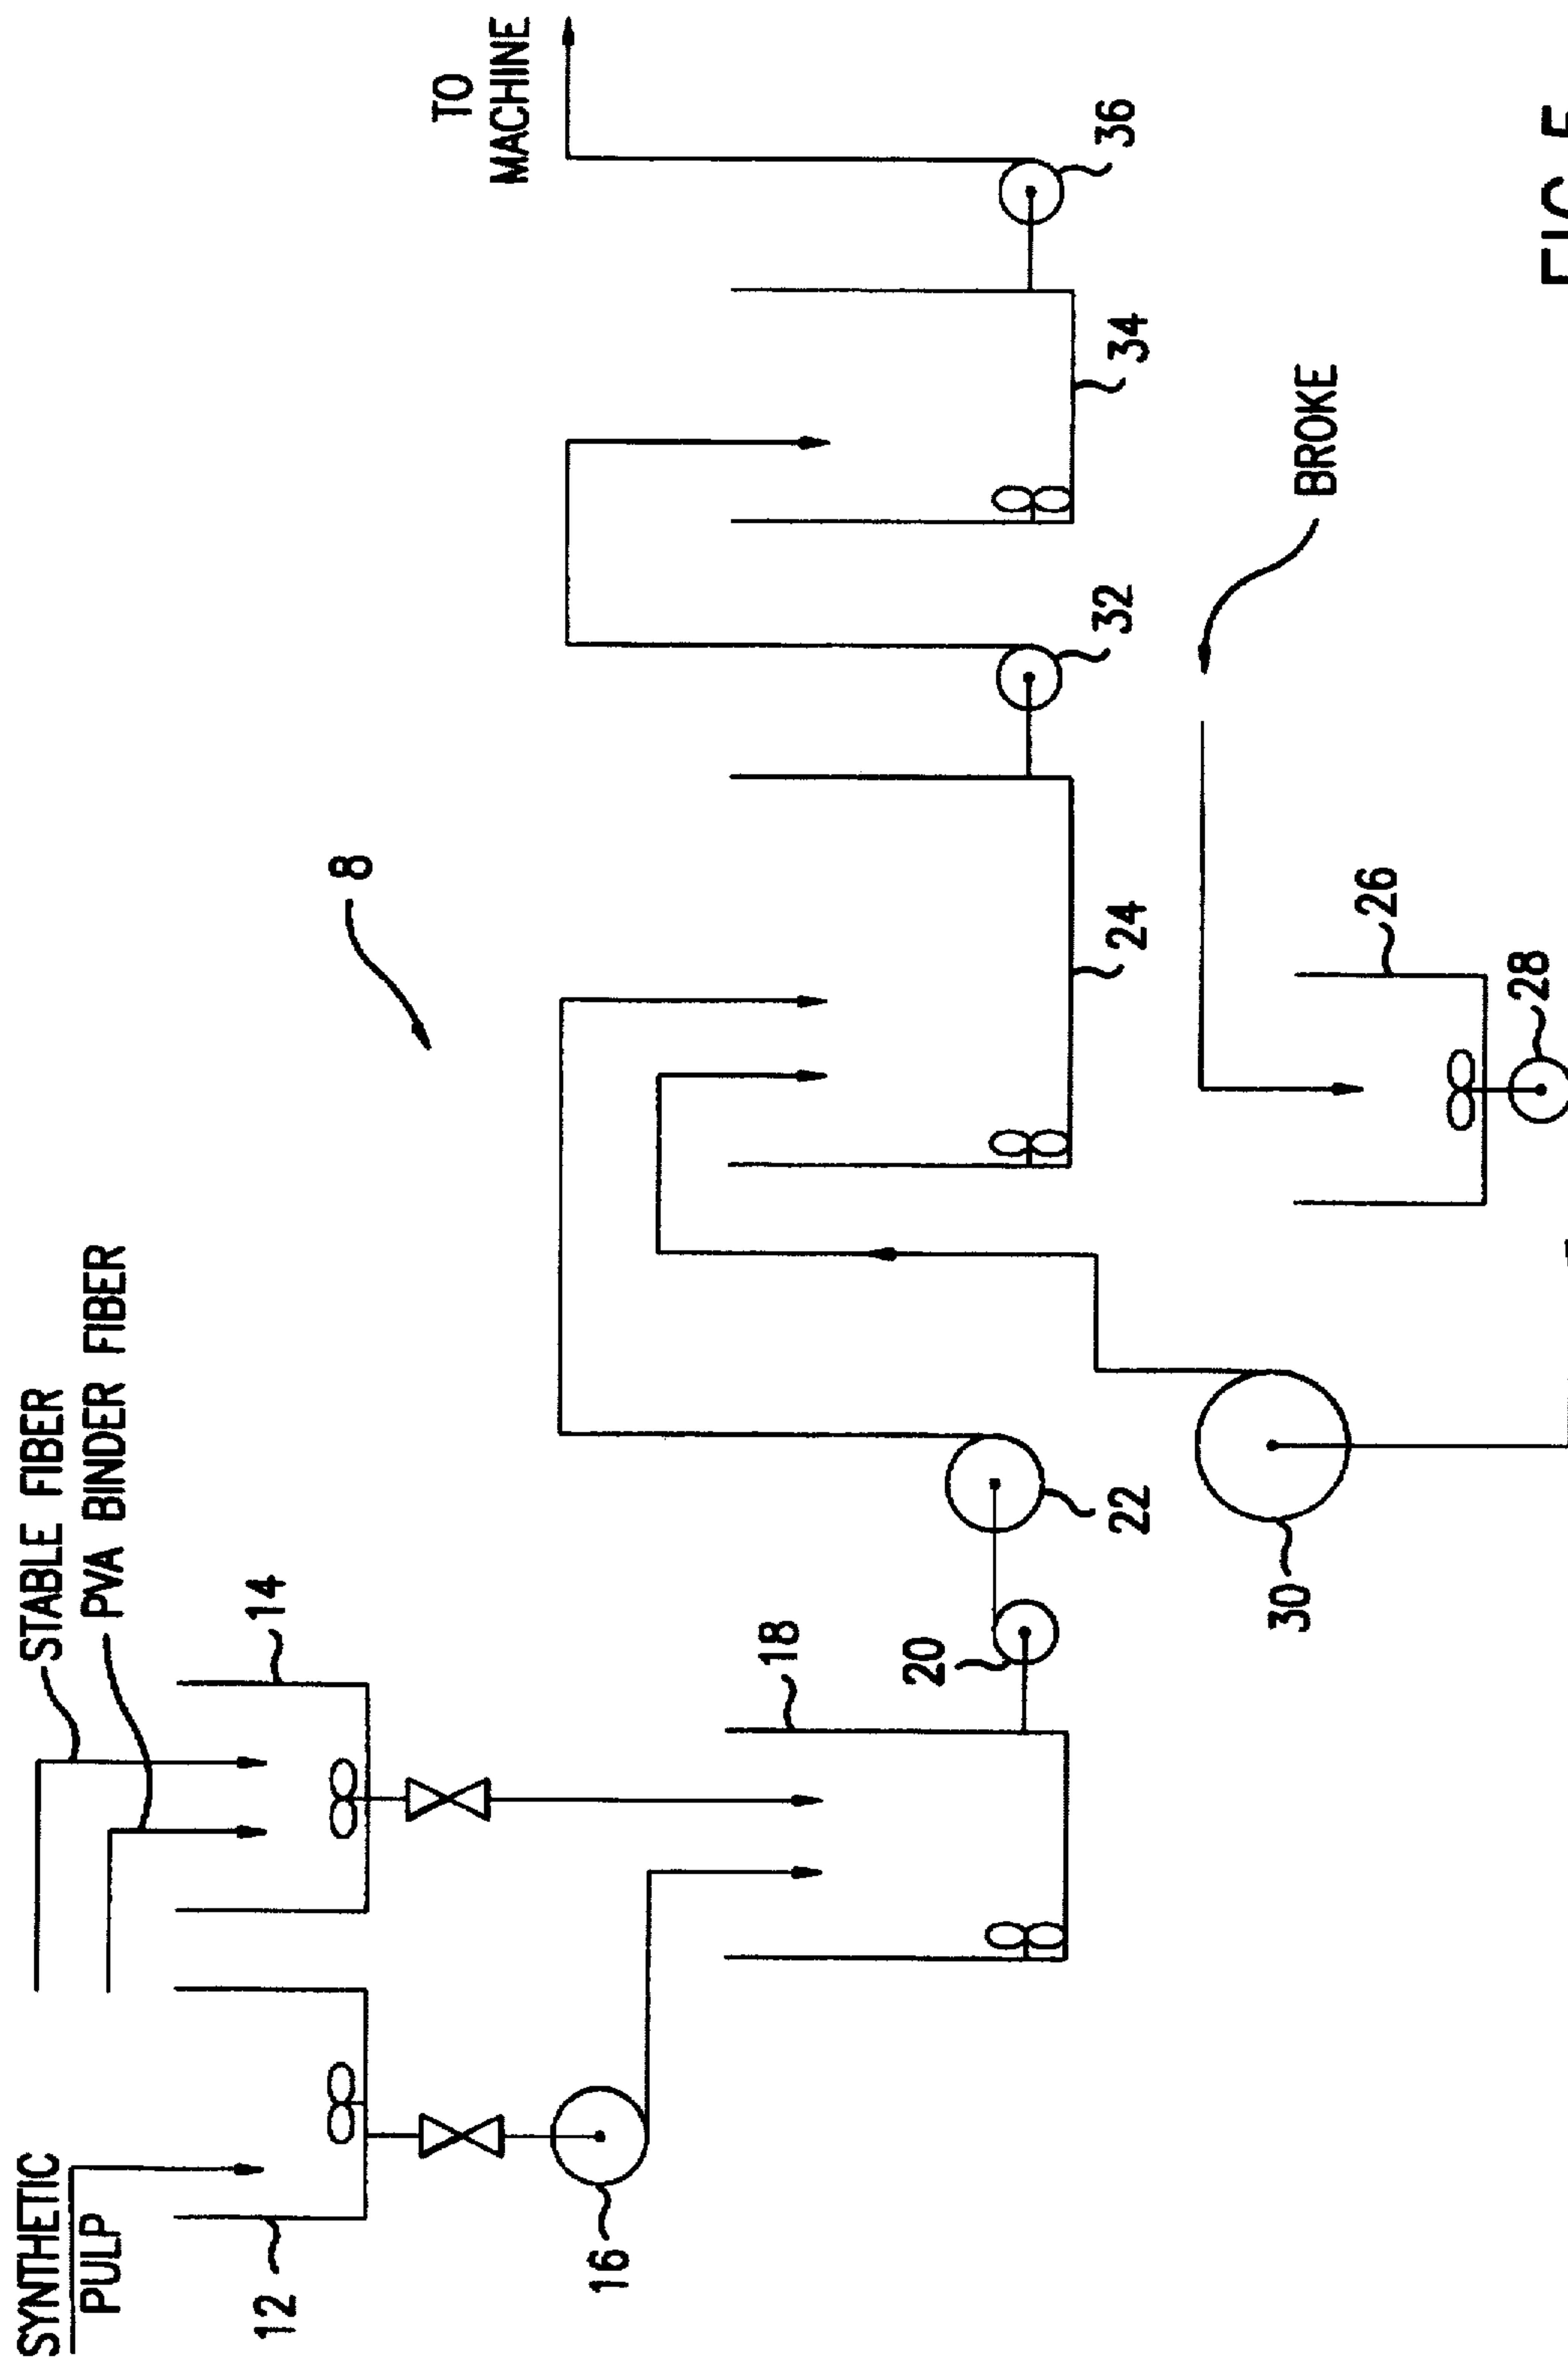 SYNTHETIC
PULP
STABLE FIBER
PVA BINDER FIBER
12
14
16
18
20
22
8
24
30
26
28
BROKE
32
34
36
TO
MACHINE